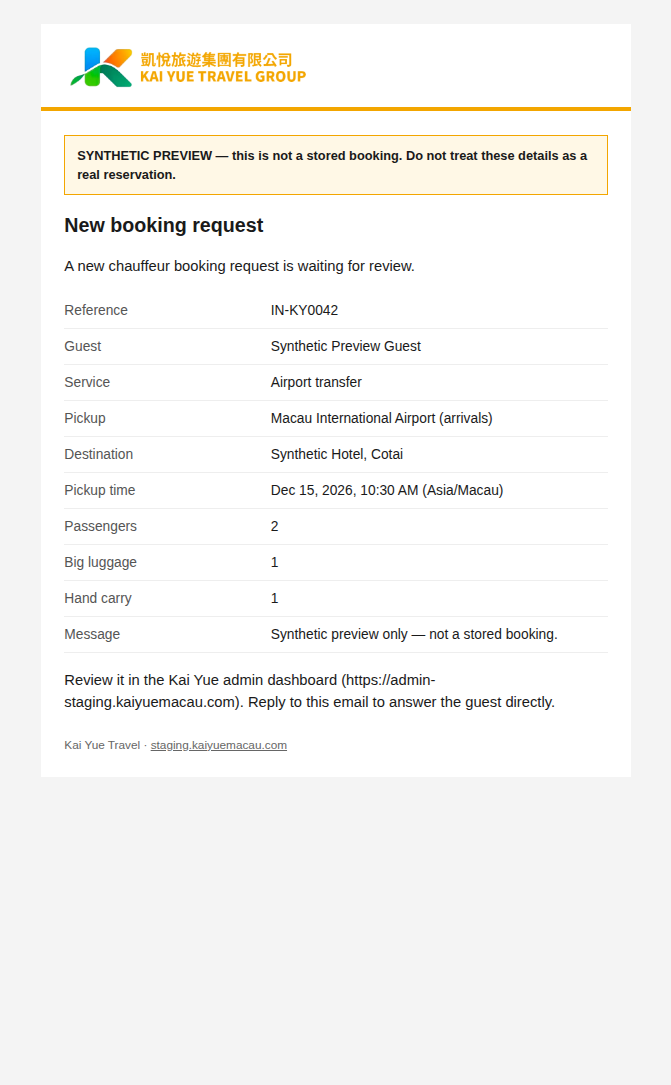 凱悅旅遊集團有限公司
KAI YUE TRAVEL GROUP
SYNTHETIC PREVIEW — this is not a stored booking. Do not treat these details as a
real reservation.
New booking request
A new chauffeur booking request is waiting for review.
Reference IN-KY0042
Guest Synthetic Preview Guest
Service Airport transfer
Pickup Macau International Airport (arrivals)
Destination Synthetic Hotel, Cotai
Pickup time Dec 15, 2026, 10:30 AM (Asia/Macau)
Passengers 2
Big luggage 1
Hand carry 1
Message Synthetic preview only — not a stored booking.
Review it in the Kai Yue admin dashboard (https://admin-
staging.kaiyuemacau.com). Reply to this email to answer the guest directly.
Kai Yue Travel · staging.kaiyuemacau.com